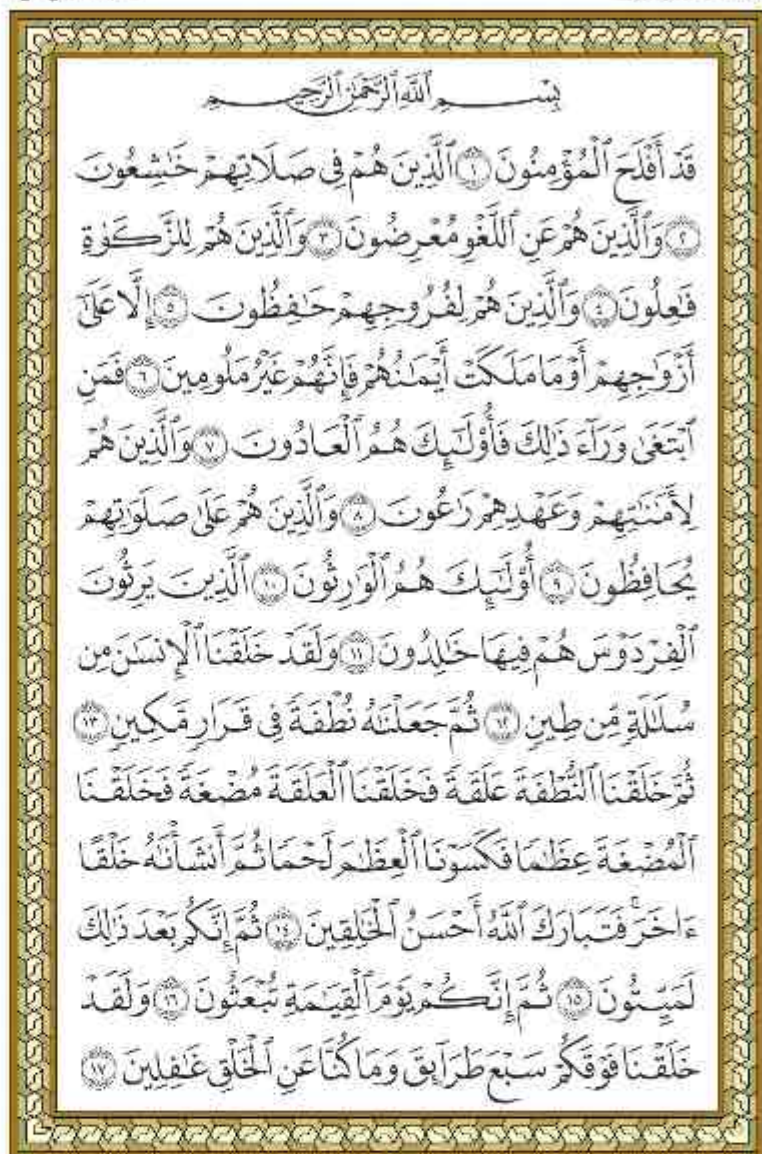 بِسْمِ ٱللَّهِ ٱلرَّحْمَٰنِ ٱلرَّحِيمِ
قَدْ أَفْلَحَ ٱلْمُؤْمِنُونَ ١ ٱلَّذِينَ هُمْ فِى صَلَاتِهِمْ خَٰشِعُونَ
٢ وَٱلَّذِينَ هُمْ عَنِ ٱللَّغْوِ مُعْرِضُونَ ٣ وَٱلَّذِينَ هُمْ لِلزَّكَوٰةِ
فَٰعِلُونَ ٤ وَٱلَّذِينَ هُمْ لِفُرُوجِهِمْ حَٰفِظُونَ ٥ إِلَّا عَلَىٰٓ
أَزْوَٰجِهِمْ أَوْ مَا مَلَكَتْ أَيْمَٰنُهُمْ فَإِنَّهُمْ غَيْرُ مَلُومِينَ ٦ فَمَنِ
ٱبْتَغَىٰ وَرَآءَ ذَٰلِكَ فَأُو۟لَٰٓئِكَ هُمُ ٱلْعَادُونَ ٧ وَٱلَّذِينَ هُمْ
لِأَمَٰنَٰتِهِمْ وَعَهْدِهِمْ رَٰعُونَ ٨ وَٱلَّذِينَ هُمْ عَلَىٰ صَلَوَٰتِهِمْ
يُحَافِظُونَ ٩ أُو۟لَٰٓئِكَ هُمُ ٱلْوَٰرِثُونَ ١٠ ٱلَّذِينَ يَرِثُونَ
ٱلْفِرْدَوْسَ هُمْ فِيهَا خَٰلِدُونَ ١١ وَلَقَدْ خَلَقْنَا ٱلْإِنسَٰنَ مِن
سُلَٰلَةٍ مِّن طِينٍ ١٢ ثُمَّ جَعَلْنَٰهُ نُطْفَةً فِى قَرَارٍ مَّكِينٍ ١٣
ثُمَّ خَلَقْنَا ٱلنُّطْفَةَ عَلَقَةً فَخَلَقْنَا ٱلْعَلَقَةَ مُضْغَةً فَخَلَقْنَا
ٱلْمُضْغَةَ عِظَٰمًا فَكَسَوْنَا ٱلْعِظَٰمَ لَحْمًا ثُمَّ أَنشَأْنَٰهُ خَلْقًا
ءَاخَرَ ۚ فَتَبَارَكَ ٱللَّهُ أَحْسَنُ ٱلْخَٰلِقِينَ ١٤ ثُمَّ إِنَّكُم بَعْدَ ذَٰلِكَ
لَمَيِّتُونَ ١٥ ثُمَّ إِنَّكُمْ يَوْمَ ٱلْقِيَٰمَةِ تُبْعَثُونَ ١٦ وَلَقَدْ
خَلَقْنَا فَوْقَكُمْ سَبْعَ طَرَآئِقَ وَمَا كُنَّا عَنِ ٱلْخَلْقِ غَٰفِلِينَ ١٧